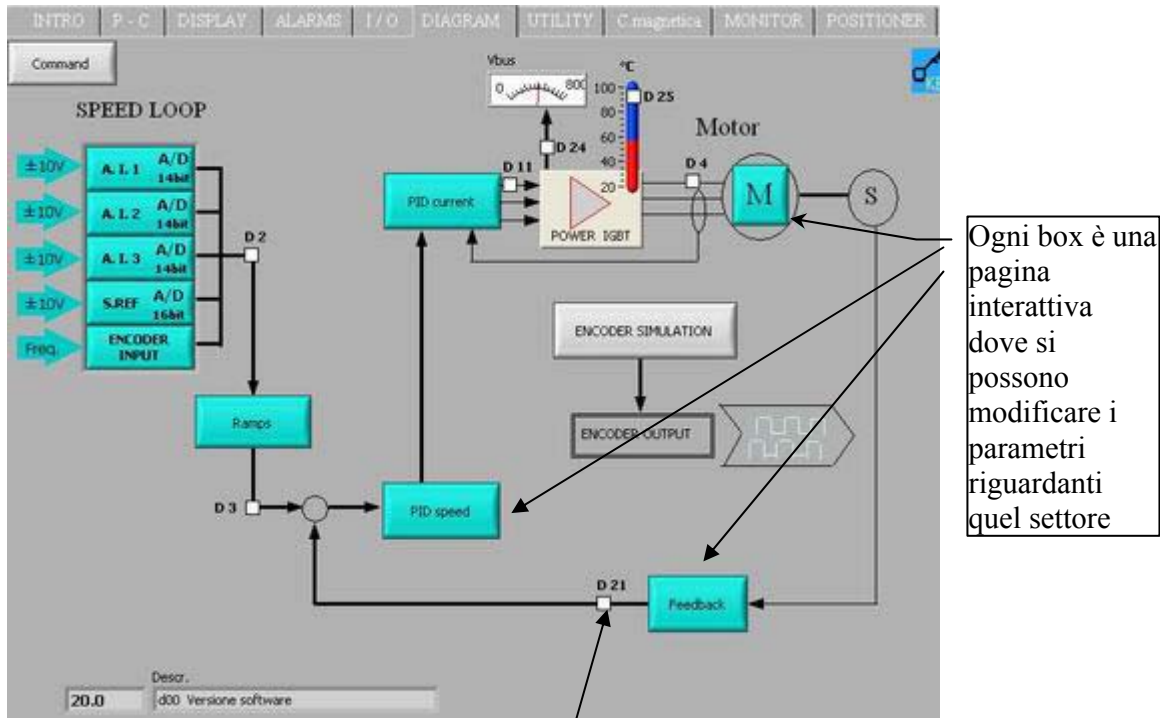 INTRO P - C DISPLAY ALARMS I / O DIAGRAM UTILITY C.magnetica MONITOR POSITIONER
Command
SPEED LOOP
±10V A. I. 1 A/D 14bit
±10V A. I. 2 A/D 14bit
±10V A. I. 3 A/D 14bit
±10V S.REF A/D 16bit
Freq. ENCODER INPUT
D 2
Ramps
D 3
PID speed
PID current
D 11
Vbus
0 800
D 24
POWER IGBT
°C
100
80
60
40
20
D 25
D 4
Motor
M
S
ENCODER SIMULATION
ENCODER OUTPUT
D 21
Feedback
Descr.
20.0 d00 Versione software
Ogni box è una
pagina
interattiva
dove si
possono
modificare i
parametri
riguardanti
quel settore